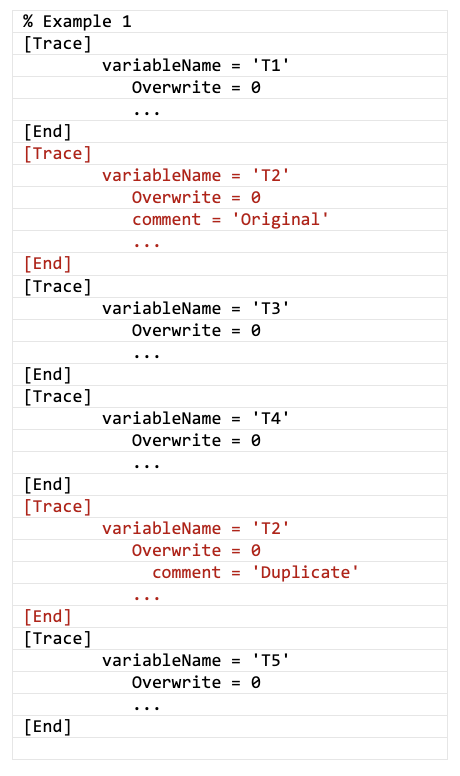 % Example 1
[Trace]
        variableName = 'T1'
           Overwrite = 0
           ...
[End]
[Trace]
        variableName = 'T2'
           Overwrite = 0
           comment = 'Original'
           ...
[End]
[Trace]
        variableName = 'T3'
           Overwrite = 0
           ...
[End]
[Trace]
        variableName = 'T4'
           Overwrite = 0
           ...
[End]
[Trace]
        variableName = 'T2'
           Overwrite = 0
             comment = 'Duplicate'
           ...
[End]
[Trace]
        variableName = 'T5'
           Overwrite = 0
           ...
[End]